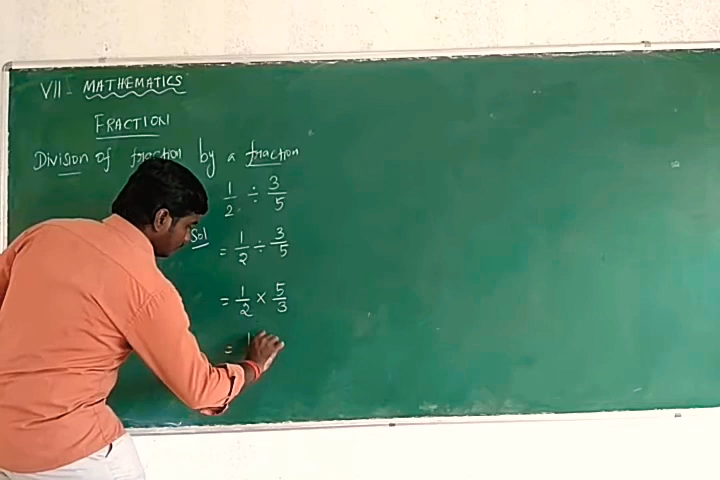 VII - MATHEMATICS
FRACTION
Division of fraction by a fraction
1/2 ÷ 3/5
Sol
= 1/2 ÷ 3/5
= 1/2 × 5/3
= 1